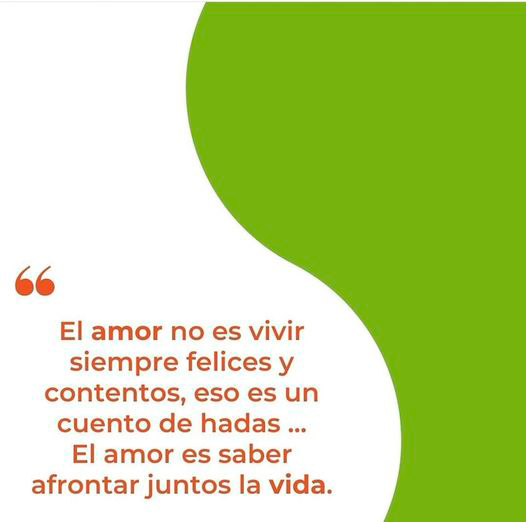 “
El amor no es vivir
siempre felices y
contentos, eso es un
cuento de hadas ...
El amor es saber
afrontar juntos la vida.